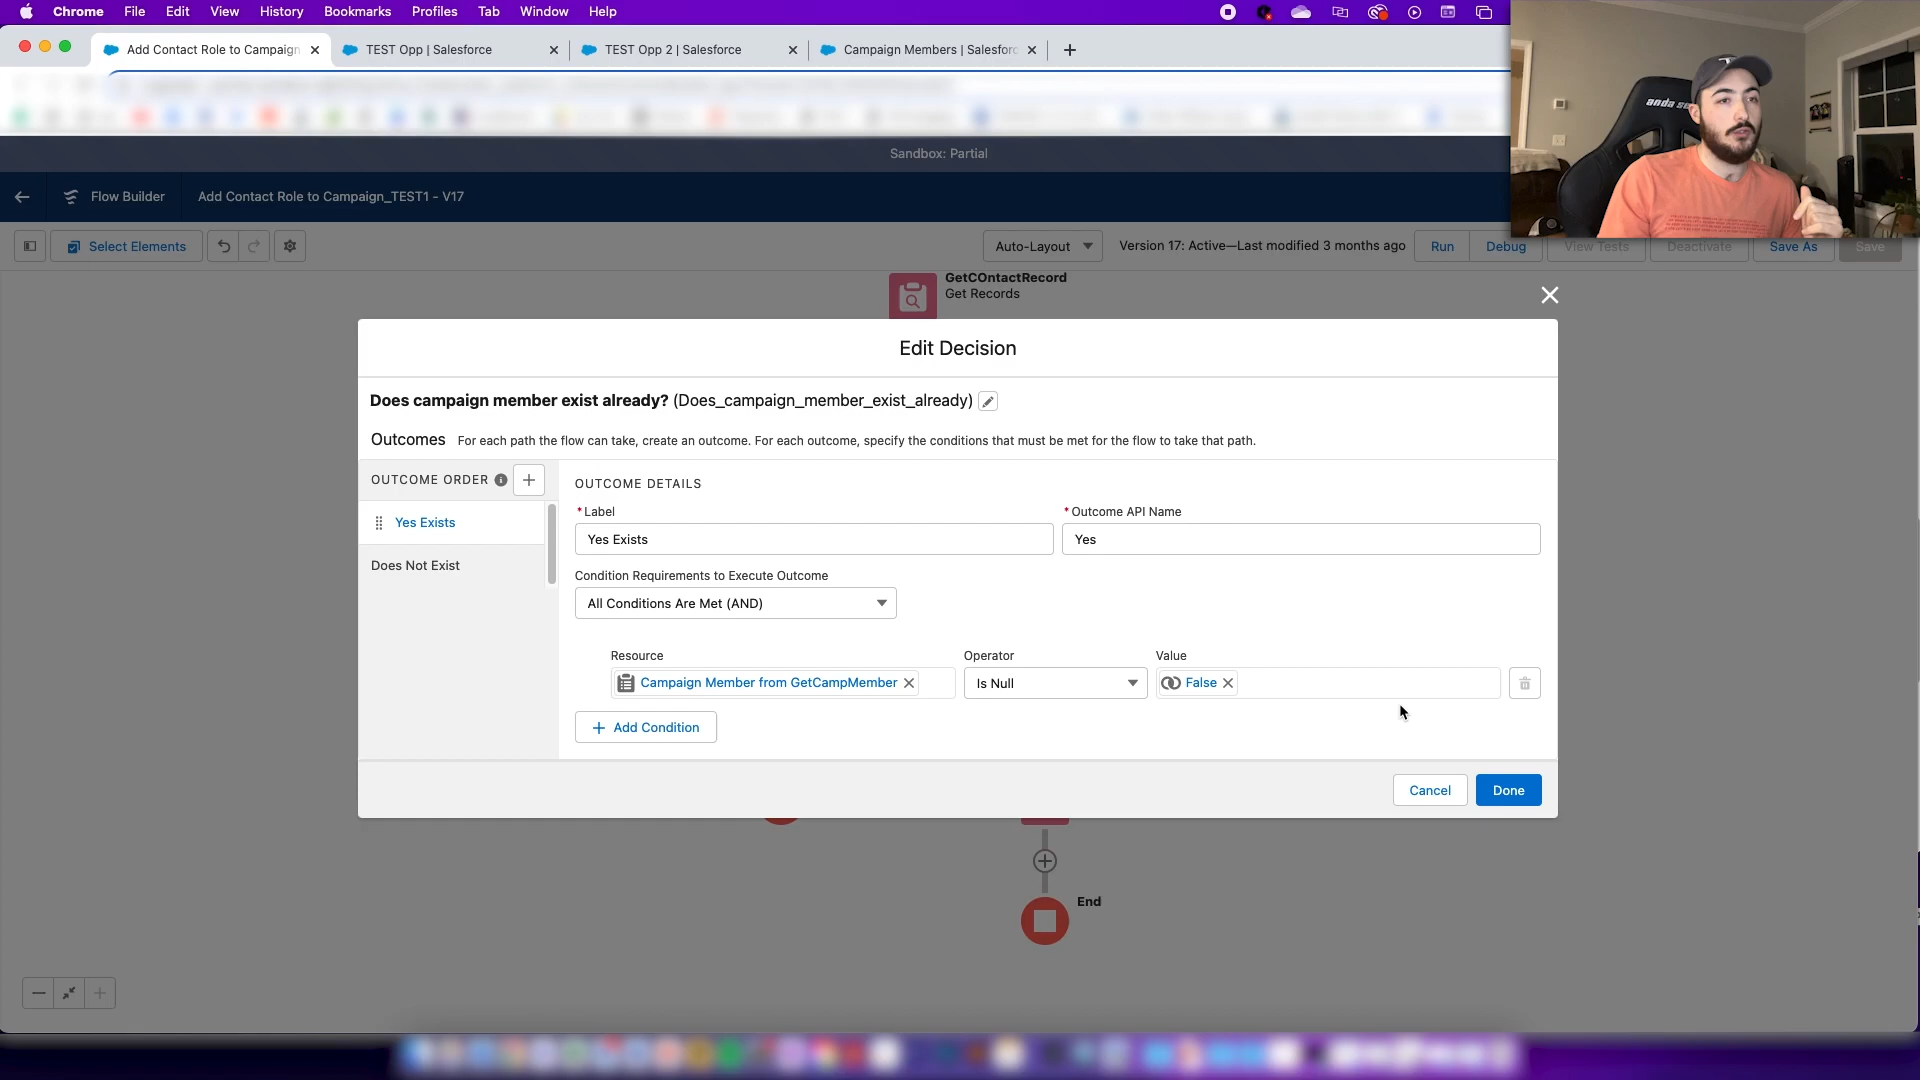 Chrome File Edit View History Bookmarks Profiles Tab Window Help
Add Contact Role to Campaign
TEST Opp | Salesforce
TEST Opp 2 | Salesforce
Campaign Members | Salesforc
Sandbox: Partial
Flow Builder
Add Contact Role to Campaign_TEST1 - V17
Select Elements
Auto-Layout
Version 17: Active—Last modified 3 months ago
Run
Debug
View Tests
Deactivate
Save As
Save
GetCOntactRecord
Get Records
Edit Decision
Does campaign member exist already? (Does_campaign_member_exist_already)
Outcomes For each path the flow can take, create an outcome. For each outcome, specify the conditions that must be met for the flow to take that path.
OUTCOME ORDER
Yes Exists
Does Not Exist
OUTCOME DETAILS
* Label
Yes Exists
* Outcome API Name
Yes
Condition Requirements to Execute Outcome
All Conditions Are Met (AND)
Resource
Campaign Member from GetCampMember
Operator
Is Null
Value
False
Add Condition
Cancel
Done
End